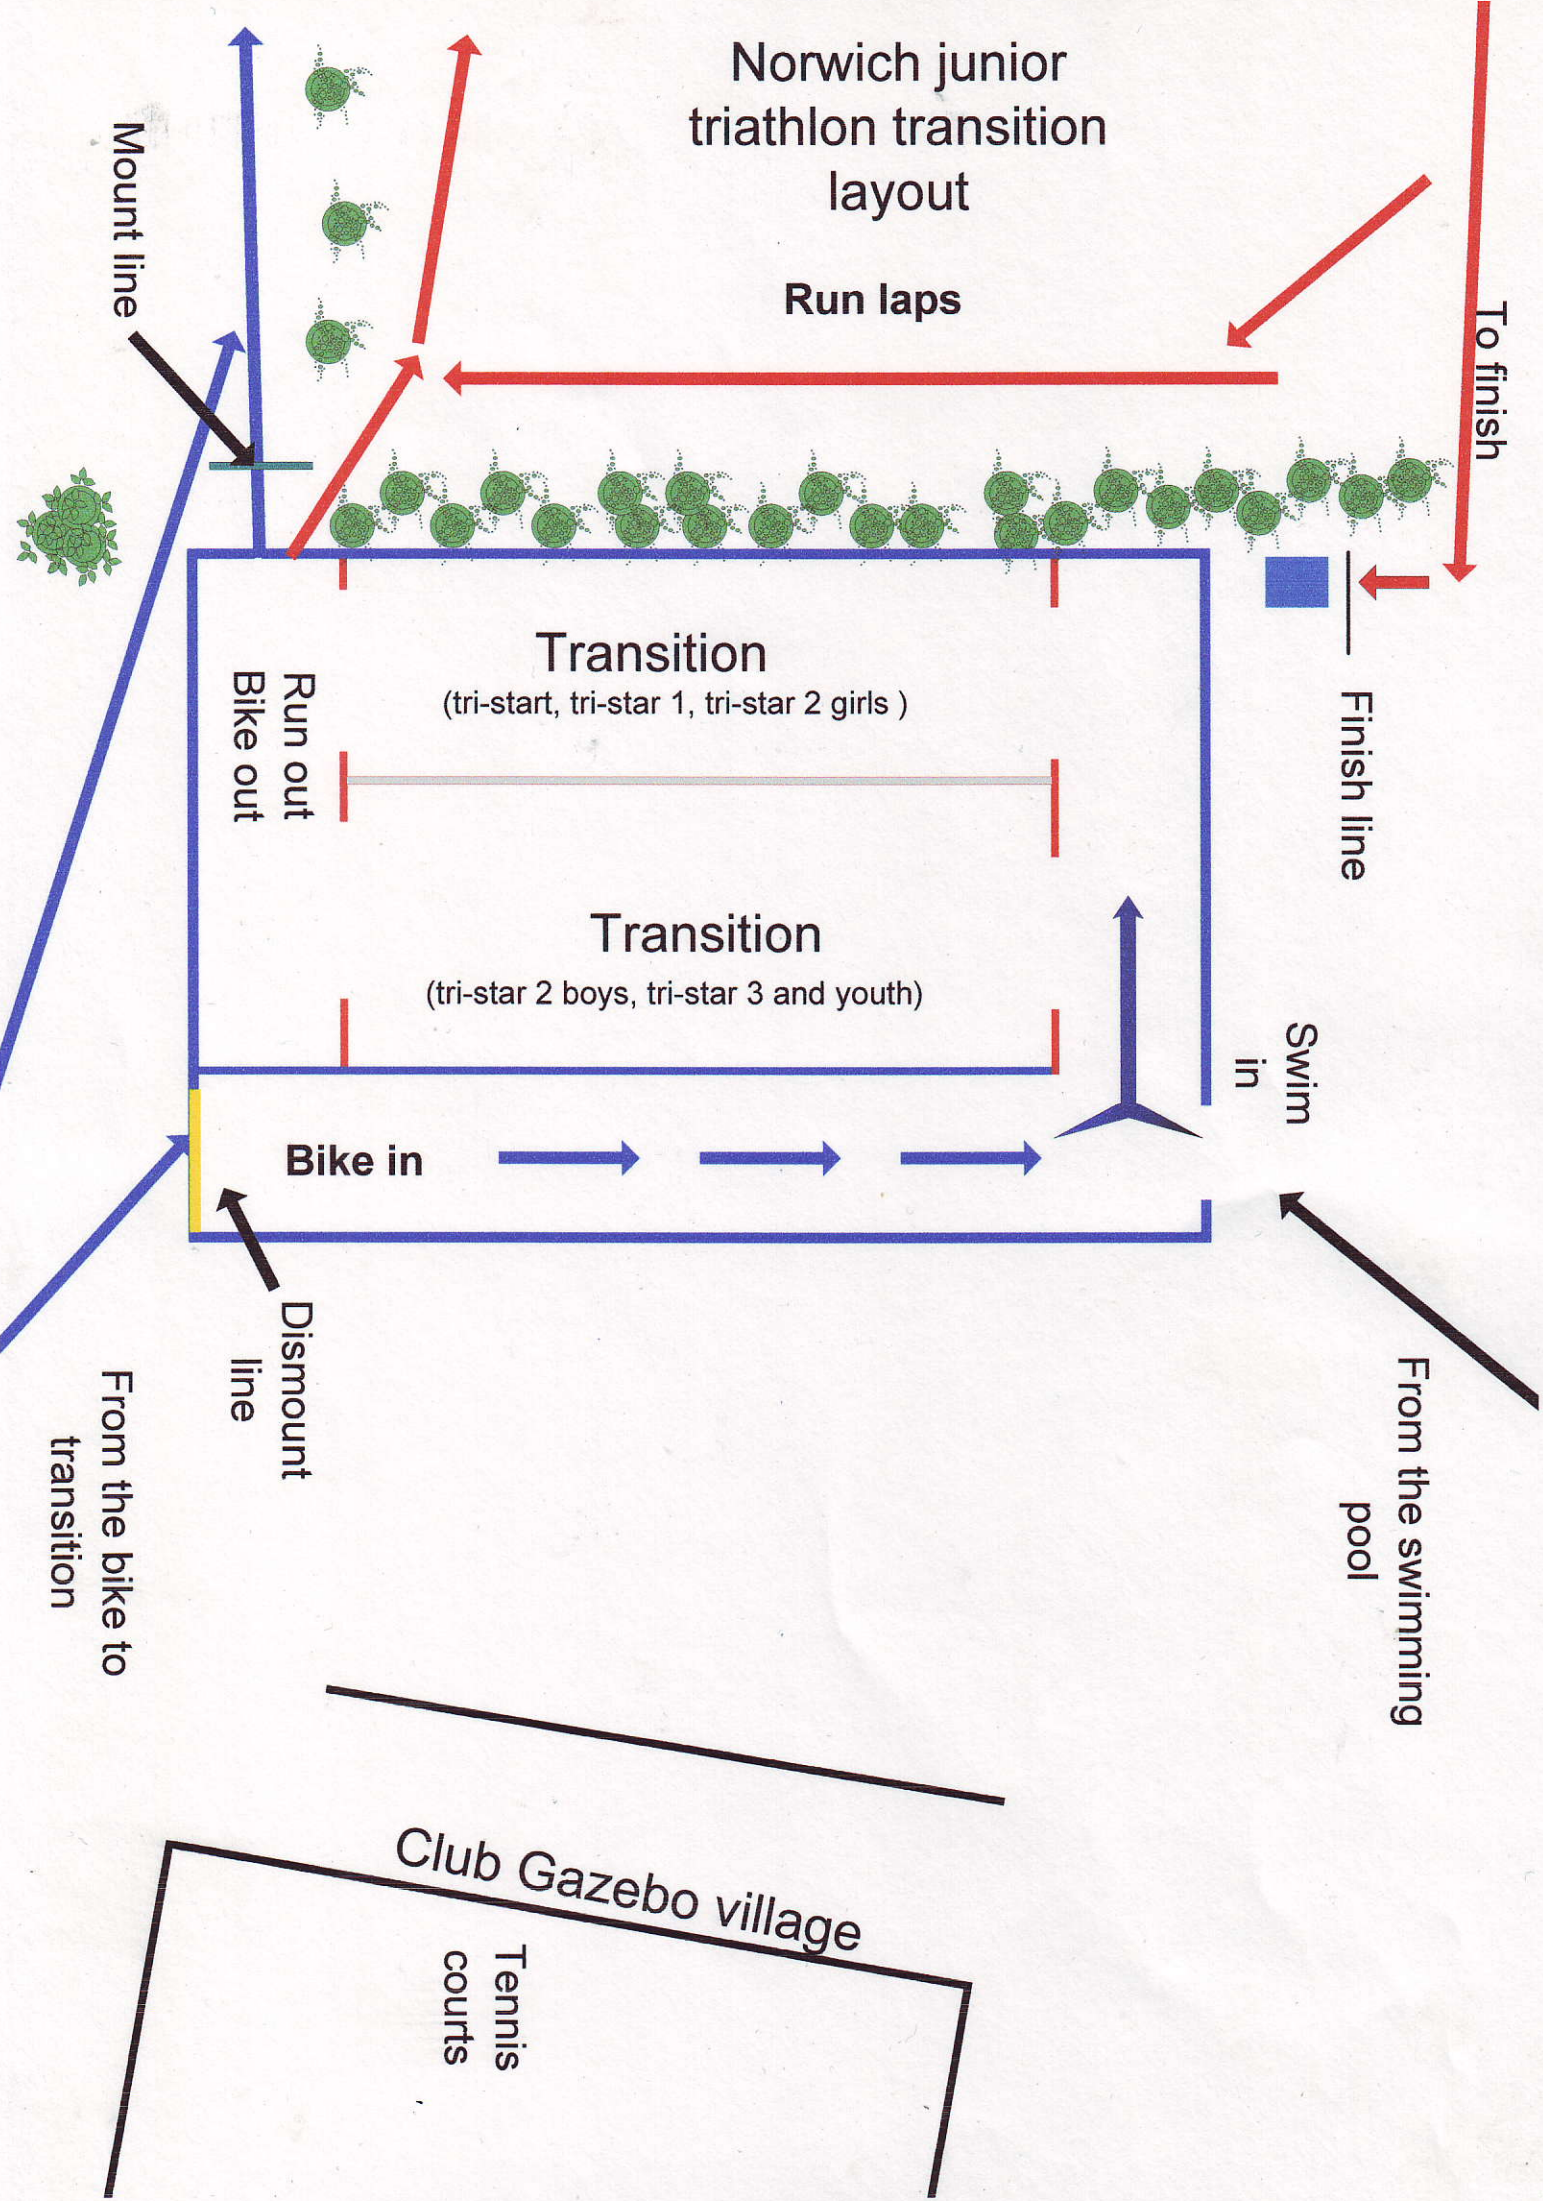 Norwich junior
triathlon transition
layout
Run laps
Mount line
To finish
Transition
(tri-start, tri-star 1, tri-star 2 girls )
Run out
Bike out
Finish line
Transition
(tri-star 2 boys, tri-star 3 and youth)
Swim
in
Bike in
Dismount
line
From the bike to
transition
From the swimming
pool
Club Gazebo village
Tennis
courts